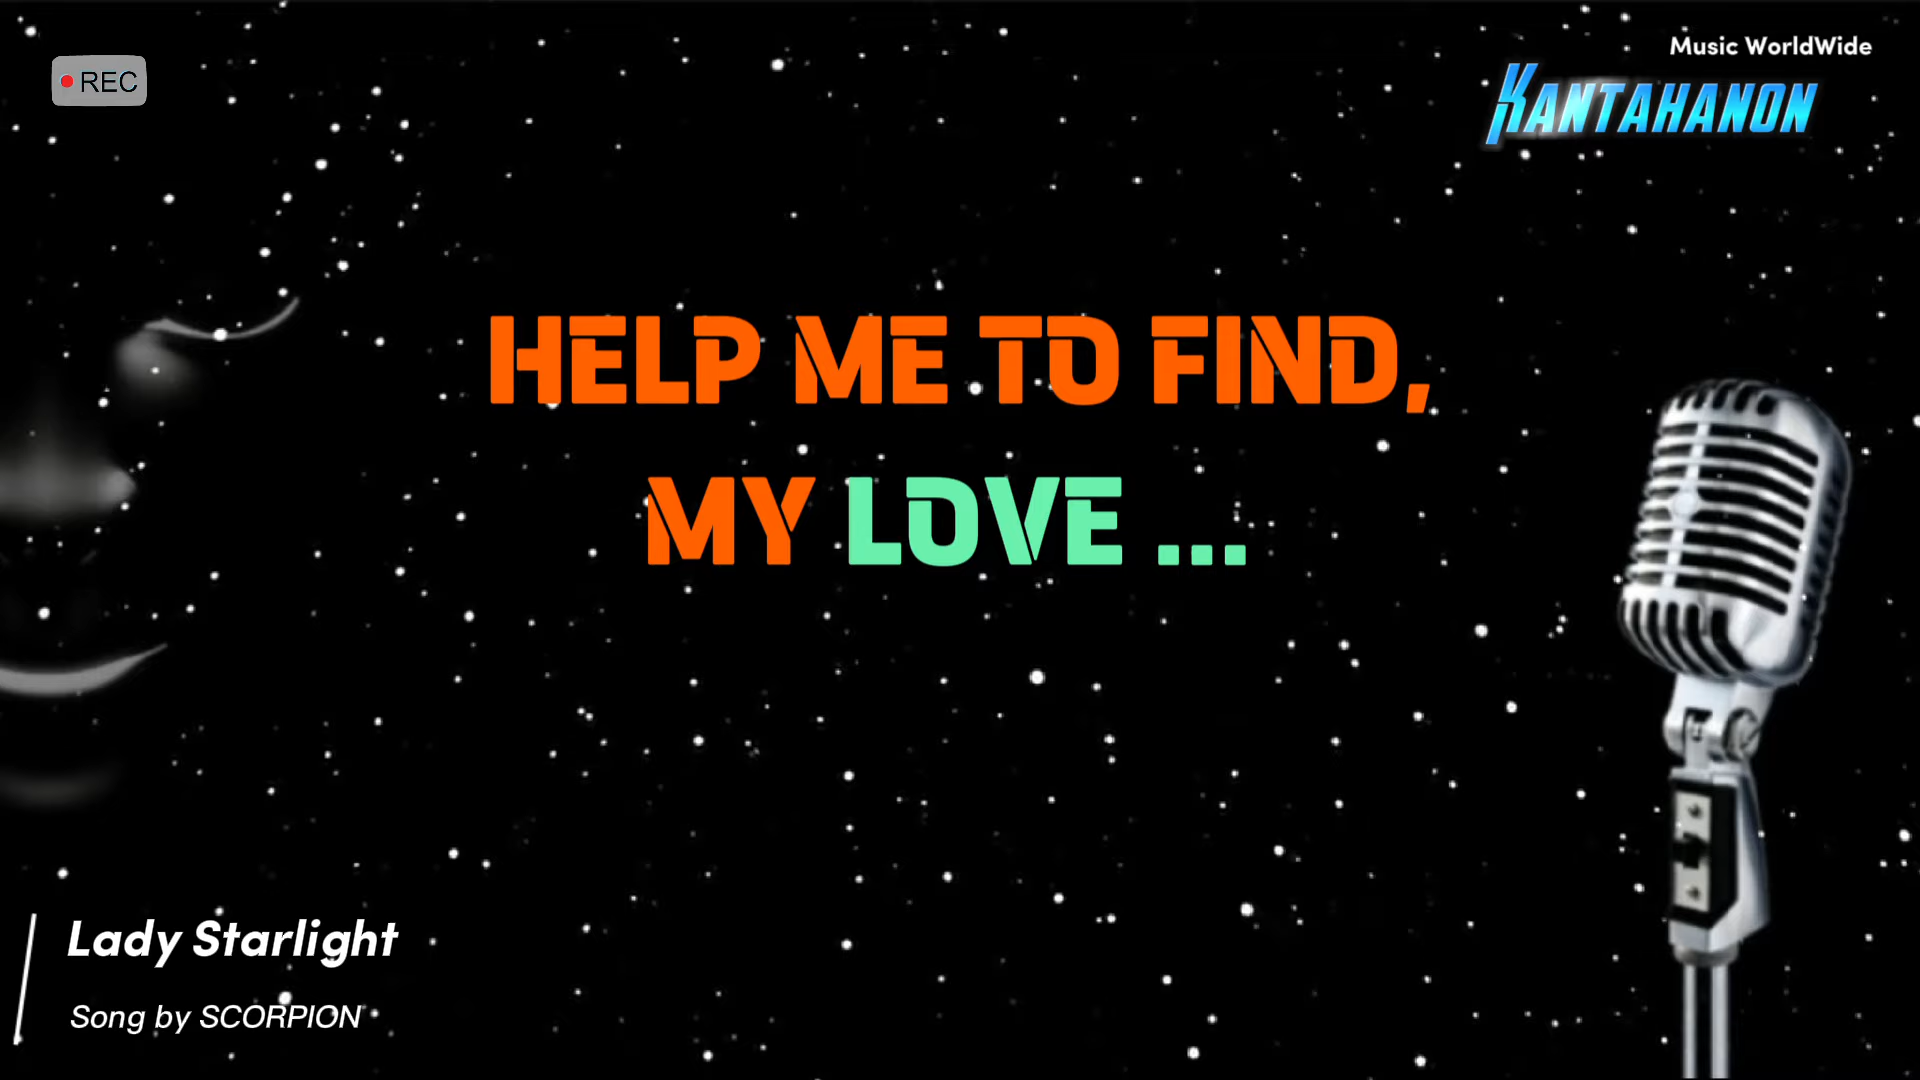 REC
Music WorldWide
KANTAHANON
HELP ME TO FIND,
MY LOVE ...
Lady Starlight
Song by SCORPION